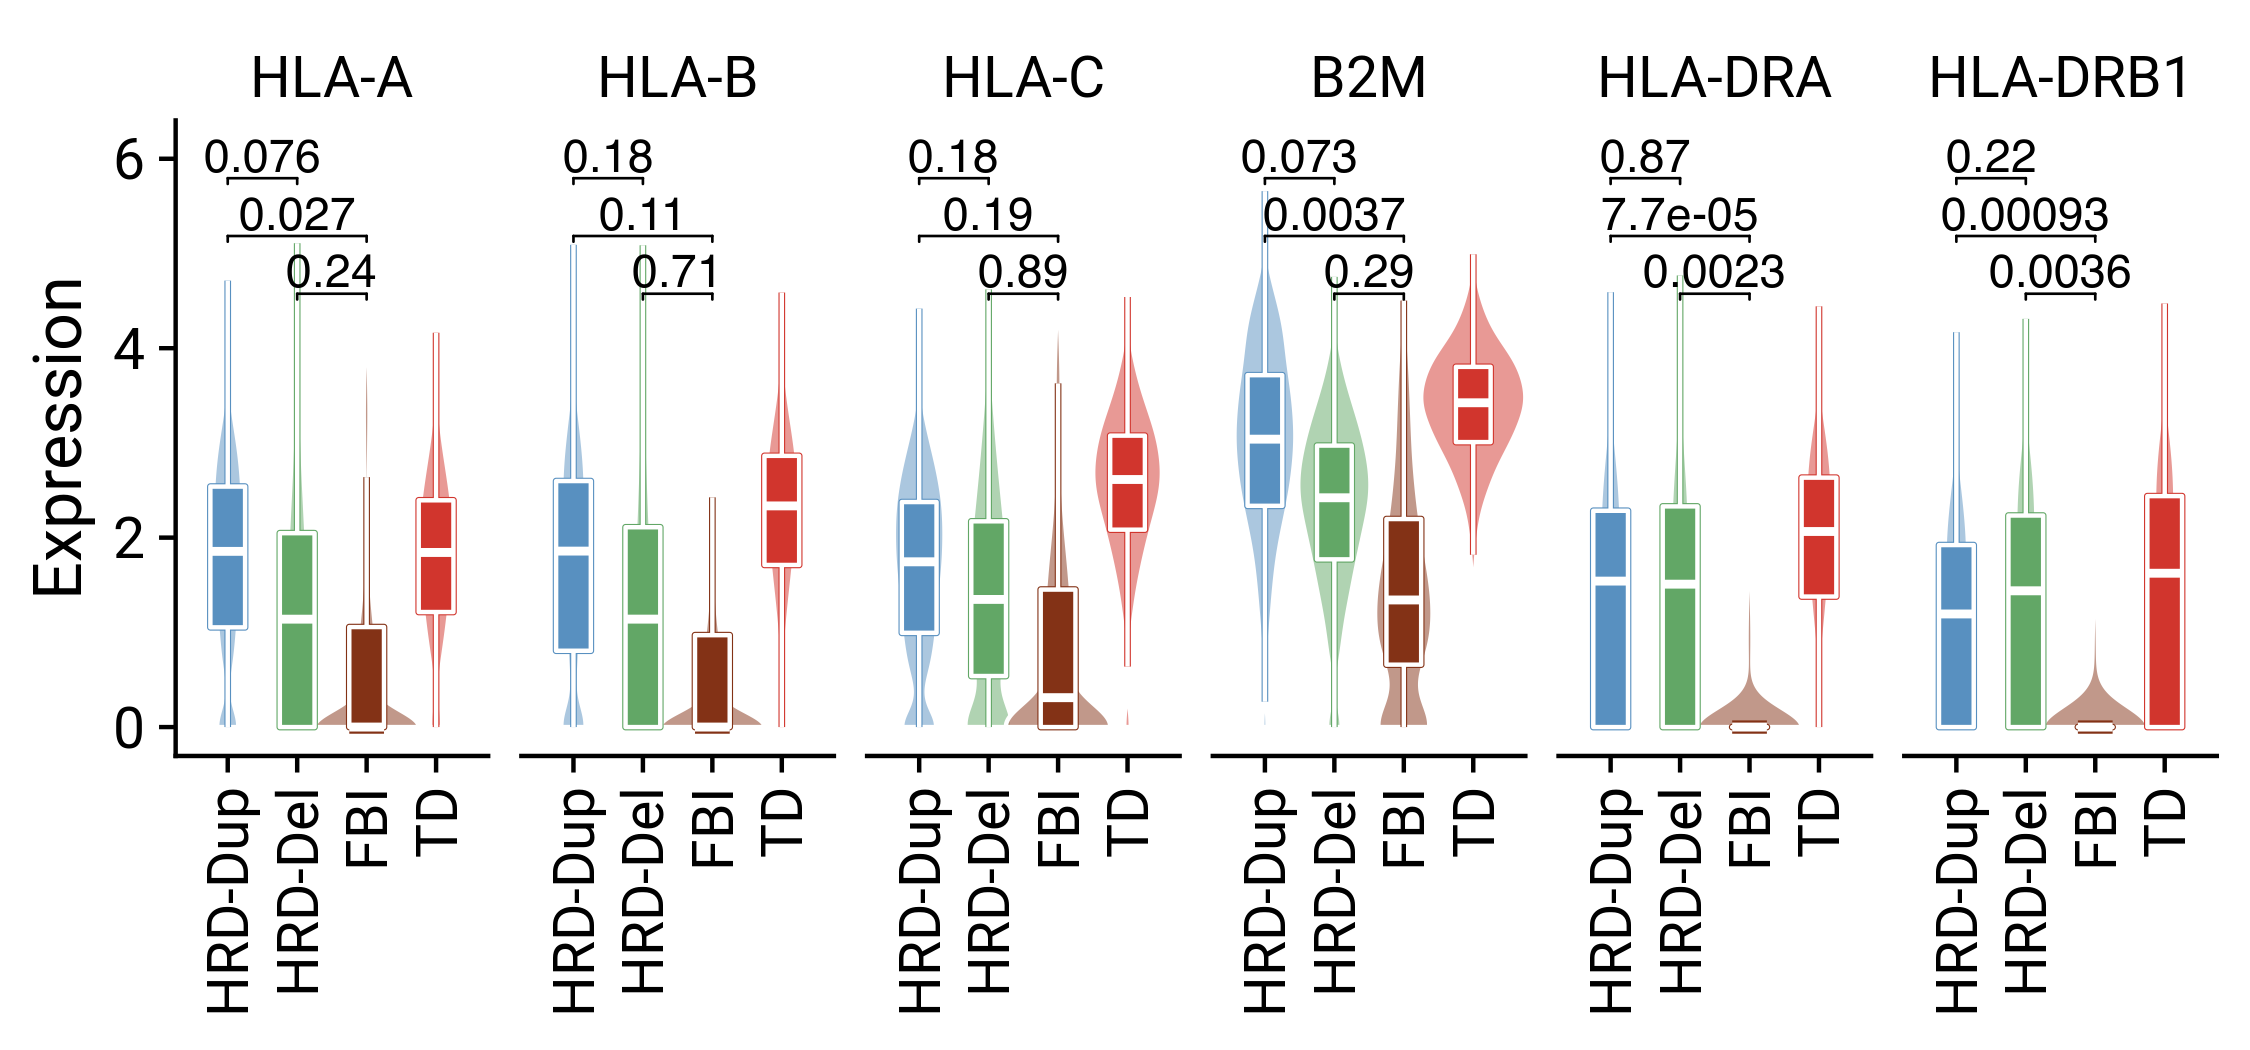 HLA-A HLA-B HLA-C B2M HLA-DRA HLA-DRB1
0.076 0.18 0.18 0.073 0.87 0.22
0.027 0.11 0.19 0.0037 7.7e-05 0.00093
0.24 0.71 0.89 0.29 0.0023 0.0036
Expression
6
4
2
0
HRD-Dup HRD-Del FBI TD HRD-Dup HRD-Del FBI TD HRD-Dup HRD-Del FBI TD HRD-Dup HRD-Del FBI TD HRD-Dup HRD-Del FBI TD HRD-Dup HRD-Del FBI TD